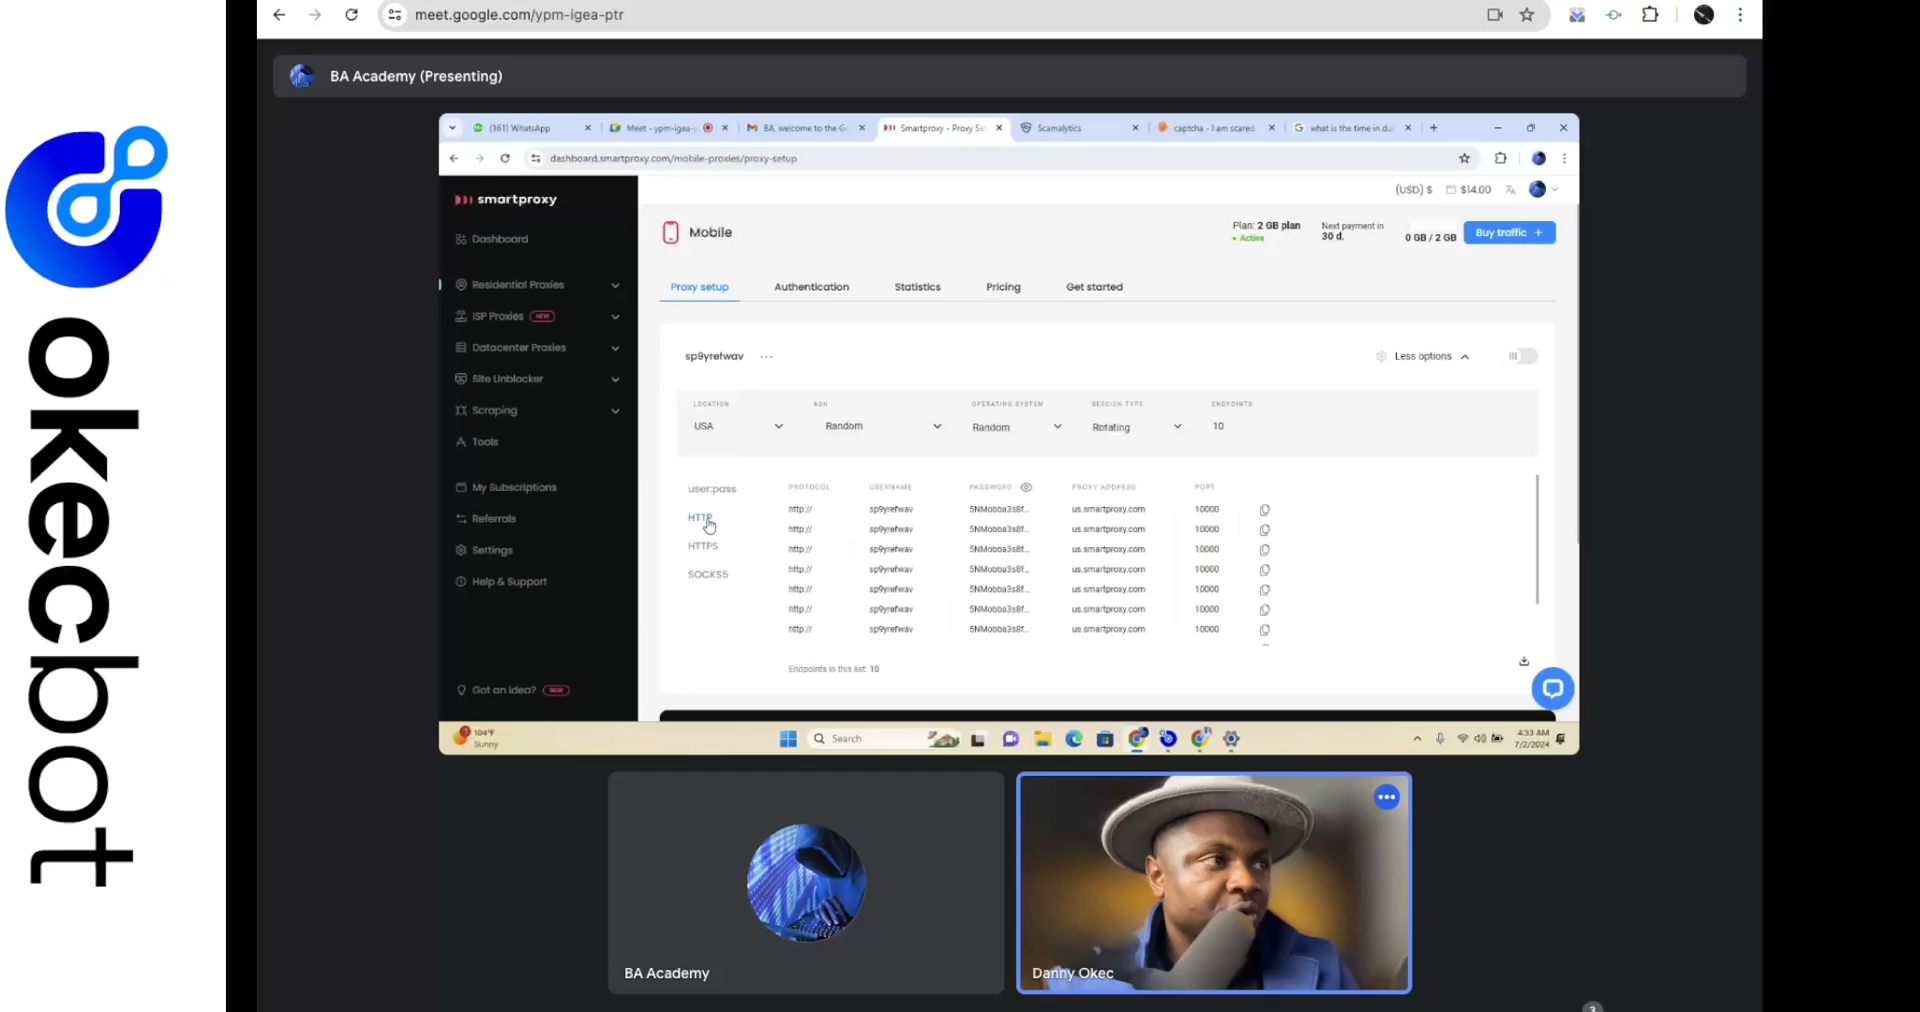 okecbot
meet.google.com/ypm-igea-ptr
BA Academy (Presenting)
(161) WhatsApp
Meet - ypm-igea-
BA, welcome to the G
Smartproxy - Proxy Se
Scamalytics
captcha - I am scared.
what is the time in du
dashboard.smartproxy.com/mobile-proxies/proxy-setup
smartproxy
(USD) $ $14.00
Dashboard
Residential Proxies
ISP Proxies NEW
Datacenter Proxies
Site Unblocker
Scraping
Tools
My Subscriptions
Referrals
Settings
Help & Support
Got an idea? NEW
Mobile
Plan: 2 GB plan
Active
Next payment in
30 d.
0 GB / 2 GB
Buy traffic +
Proxy setup Authentication Statistics Pricing Get started
sp9yrefwav ...
Less options
LOCATION ASN OPERATING SYSTEM SESSION TYPE ENDPOINTS
USA Random Random Rotating 10
user:pass
HTTP
HTTPS
SOCKS5
PROTOCOL USERNAME PASSWORD PROXY ADDRESS PORT
http:// sp9yrefwav 5NMobba3s8f... us.smartproxy.com 10000
http:// sp9yrefwav 5NMobba3s8f... us.smartproxy.com 10000
http:// sp9yrefwav 5NMobba3s8f... us.smartproxy.com 10000
http:// sp9yrefwav 5NMobba3s8f... us.smartproxy.com 10000
http:// sp9yrefwav 5NMobba3s8f... us.smartproxy.com 10000
http:// sp9yrefwav 5NMobba3s8f... us.smartproxy.com 10000
http:// sp9yrefwav 5NMobba3s8f... us.smartproxy.com 10000
Endpoints in this list: 10
104°F
Sunny
Search
4:33 AM
7/2/2024
BA Academy
Danny Okec